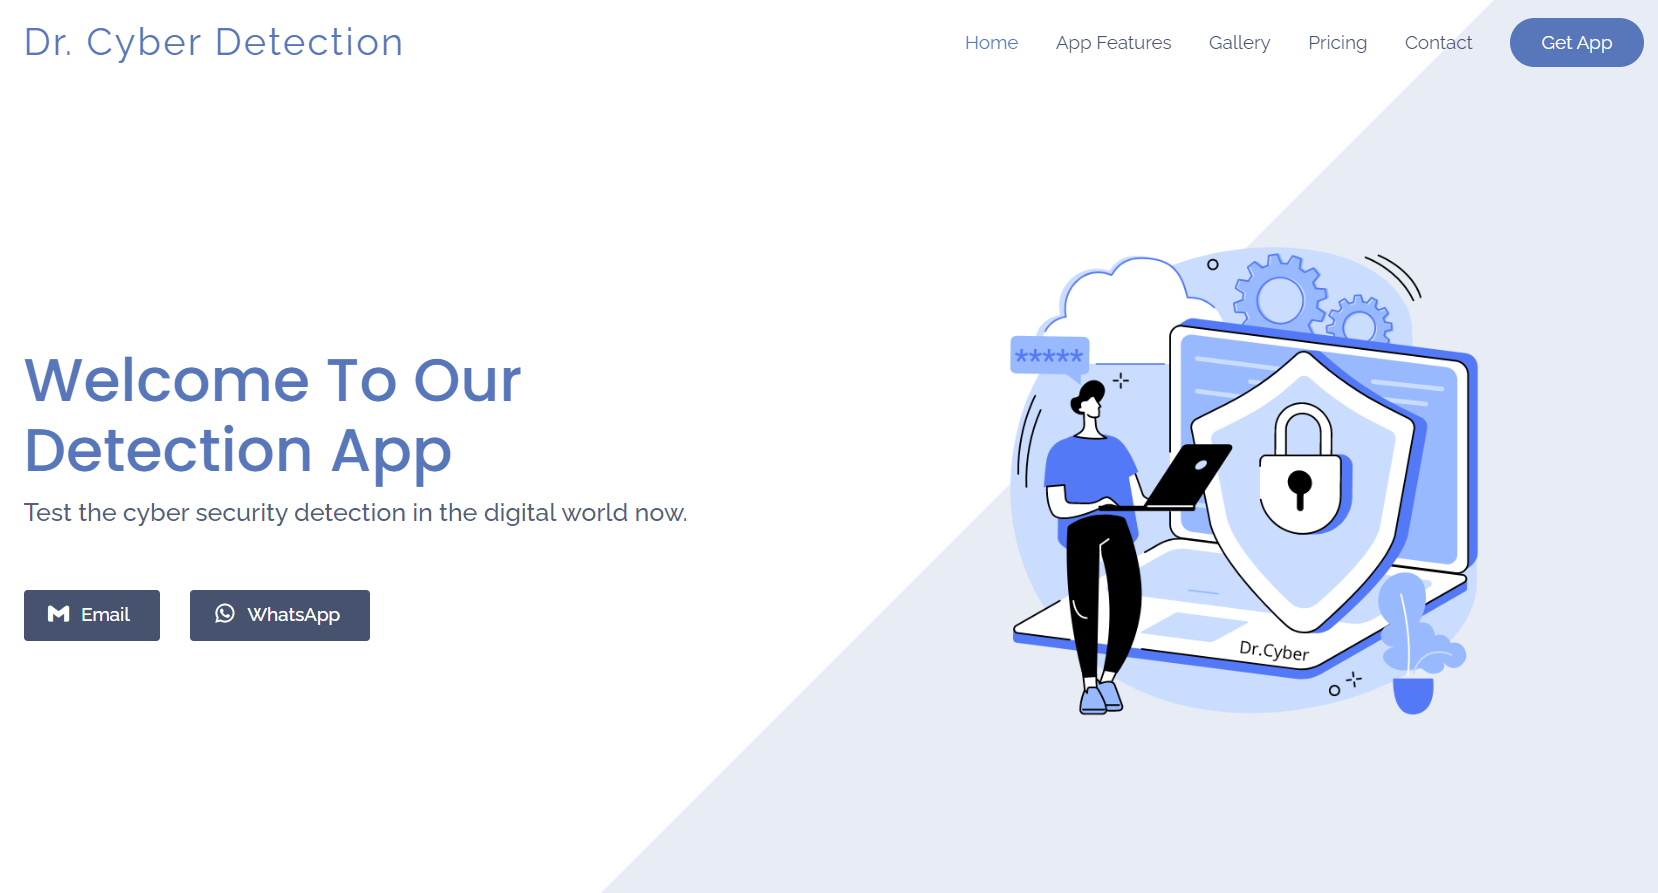 Dr. Cyber Detection
Home App Features Gallery Pricing Contact Get App
*****
Welcome To Our
Detection App
Test the cyber security detection in the digital world now.
Email WhatsApp
Dr.Cyber